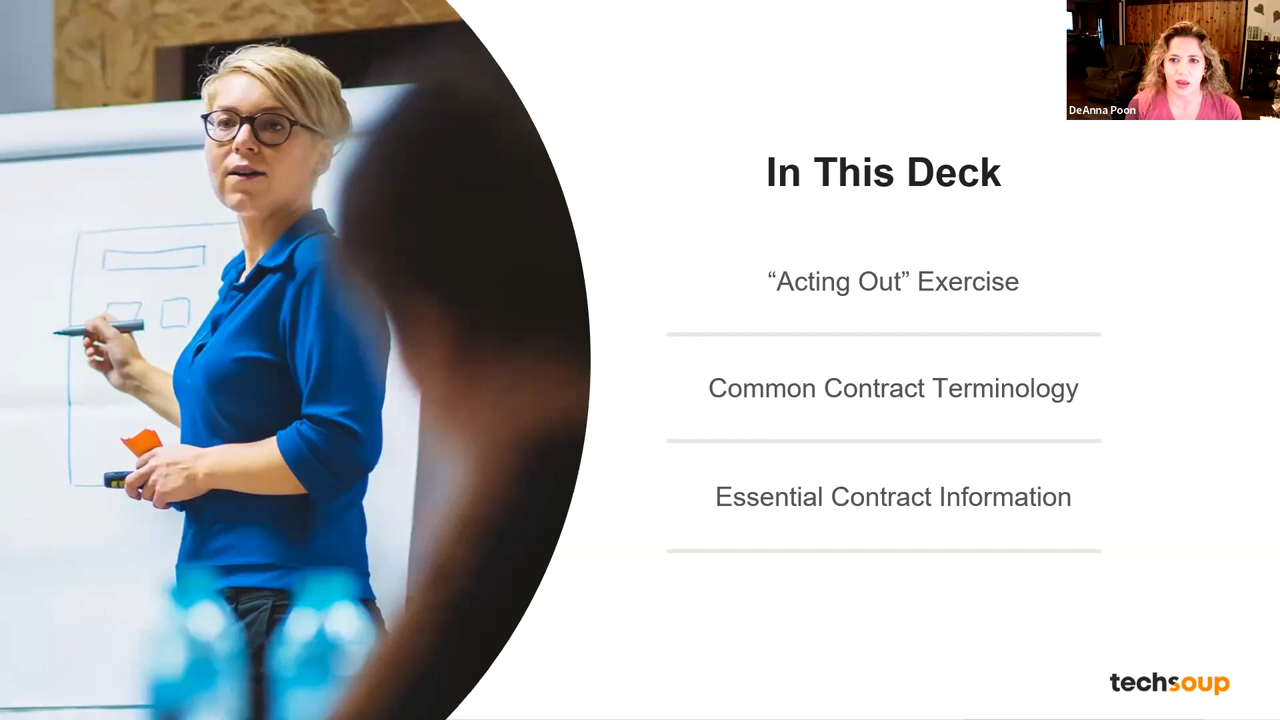 DeAnna Poon
In This Deck
“Acting Out” Exercise
Common Contract Terminology
Essential Contract Information
techsoup